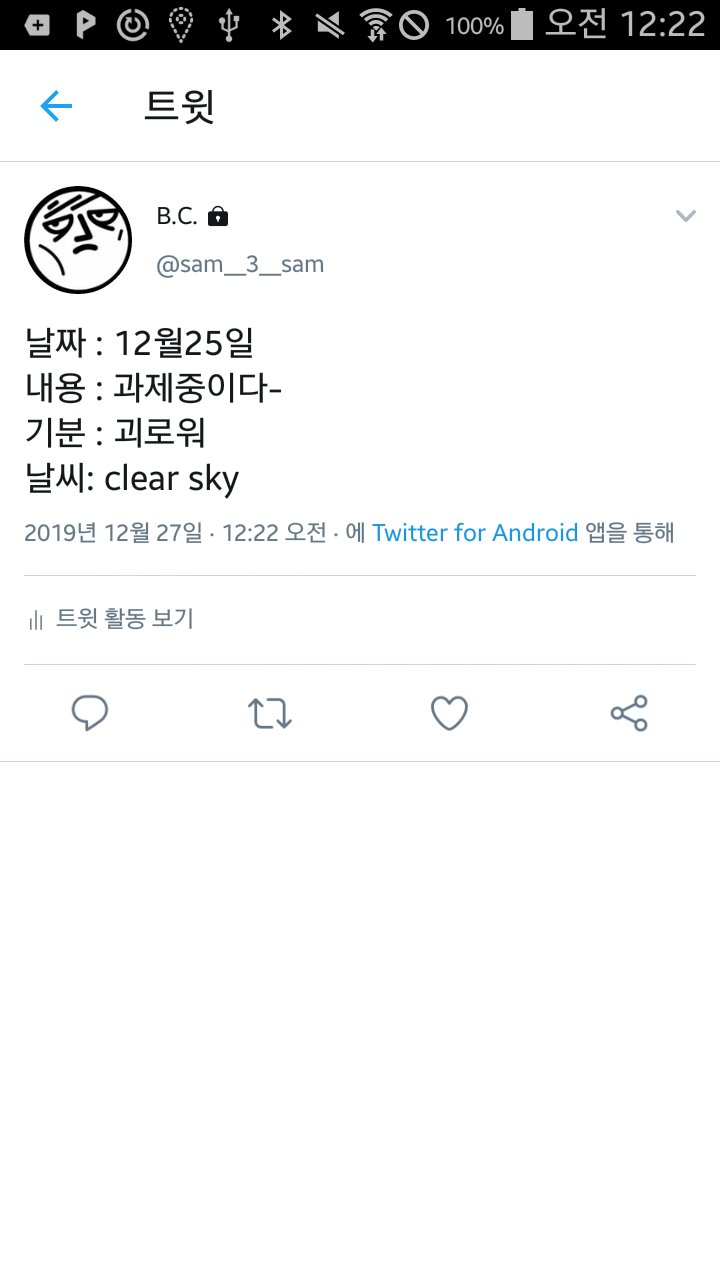 100% 오전 12:22
트윗
B.C.
@sam__3__sam
날짜 : 12월25일
내용 : 과제중이다-
기분 : 괴로워
날씨: clear sky
2019년 12월 27일 · 12:22 오전 · 에 Twitter for Android 앱을 통해
트윗 활동 보기